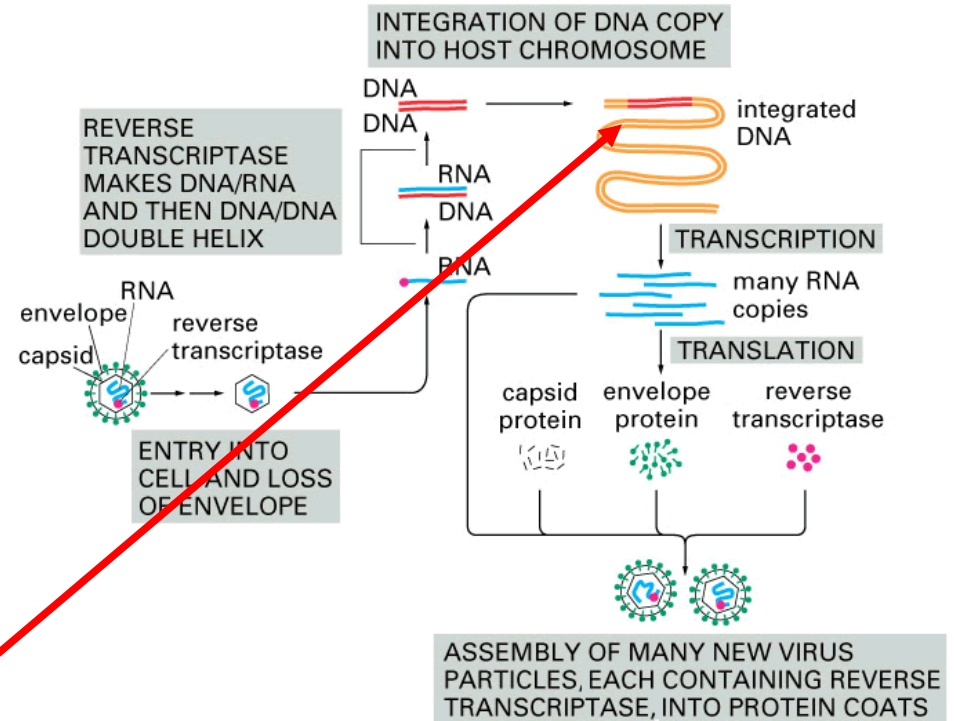 INTEGRATION OF DNA COPY
INTO HOST CHROMOSOME
DNA
DNA
integrated
DNA
REVERSE
TRANSCRIPTASE
MAKES DNA/RNA
AND THEN DNA/DNA
DOUBLE HELIX
RNA
DNA
RNA
TRANSCRIPTION
many RNA
copies
RNA
envelope
capsid
reverse
transcriptase
TRANSLATION
capsid
protein
envelope
protein
reverse
transcriptase
ENTRY INTO
CELL AND LOSS
OF ENVELOPE
ASSEMBLY OF MANY NEW VIRUS
PARTICLES, EACH CONTAINING REVERSE
TRANSCRIPTASE, INTO PROTEIN COATS